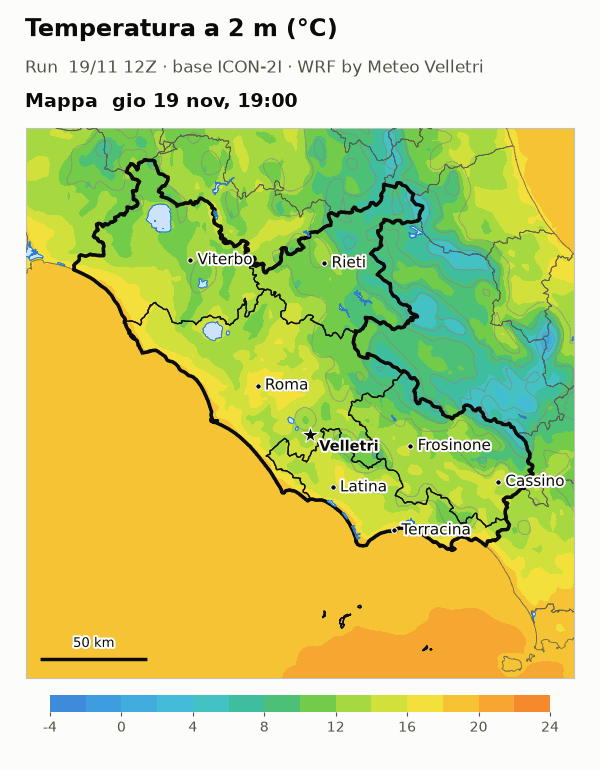 Temperatura a 2 m (°C)
Run  19/11 12Z · base ICON-2I · WRF by Meteo Velletri
Mappa  gio 19 nov, 19:00
Viterbo
Rieti
Roma
Velletri
Frosinone
Latina
Cassino
Terracina
50 km
-4 0 4 8 12 16 20 24